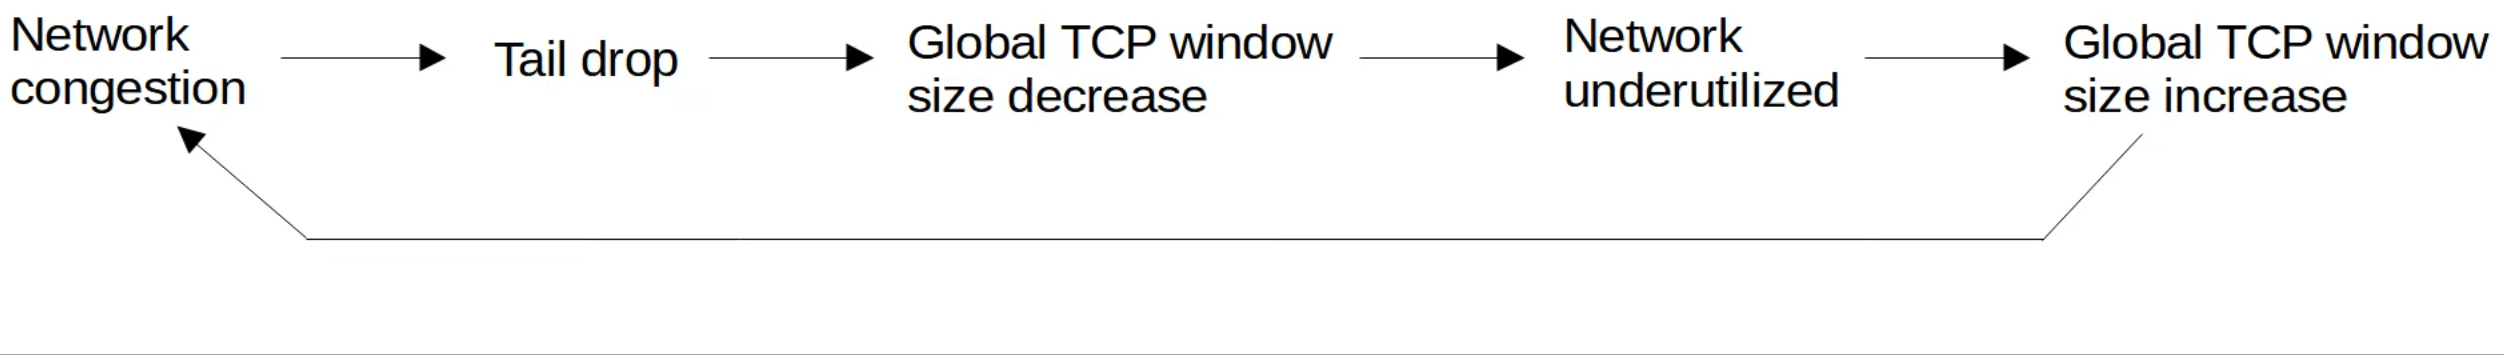 Network
congestion
Tail drop
Global TCP window
size decrease
Network
underutilized
Global TCP window
size increase